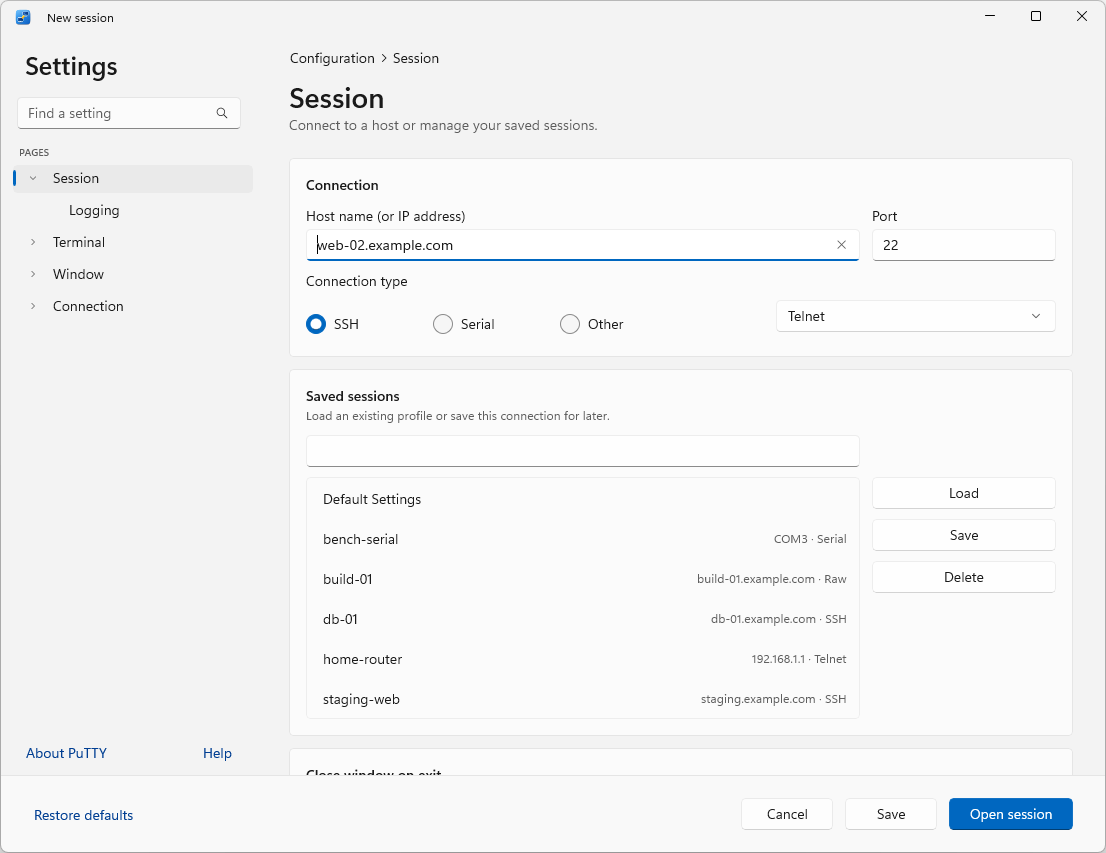 New session
Settings
Find a setting
PAGES
Session
Logging
Terminal
Window
Connection
About PuTTY
Help
Configuration > Session
Session
Connect to a host or manage your saved sessions.
Connection
Host name (or IP address)
Port
web-02.example.com
22
Connection type
SSH
Serial
Other
Telnet
Saved sessions
Load an existing profile or save this connection for later.
Default Settings
bench-serial
COM3 · Serial
build-01
build-01.example.com · Raw
db-01
db-01.example.com · SSH
home-router
192.168.1.1 · Telnet
staging-web
staging.example.com · SSH
Load
Save
Delete
Close window on exit
Restore defaults
Cancel
Save
Open session